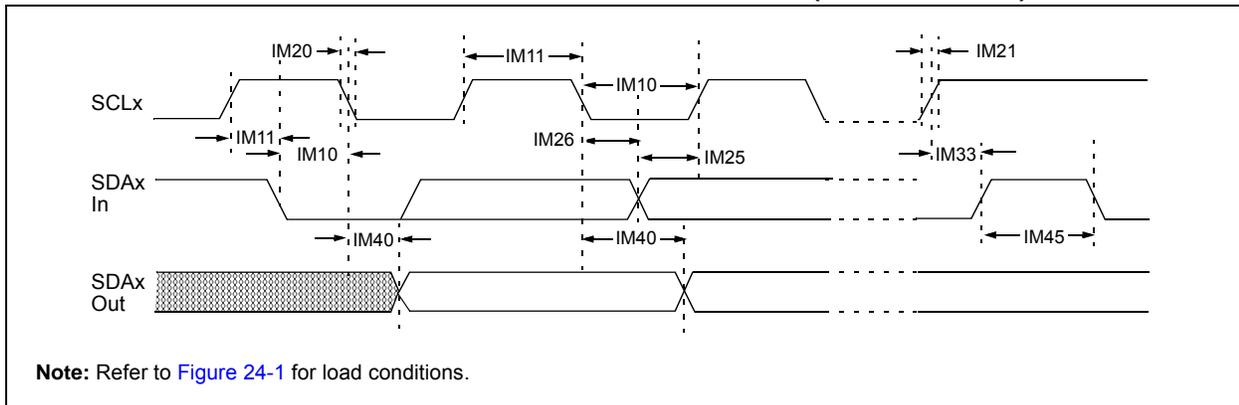 IM20
IM11
IM21
IM10
SCLx
IM11
IM26
IM10
IM25
IM33
SDAx
In
IM40
IM40
IM45
SDAx
Out
Note: Refer to Figure 24-1 for load conditions.